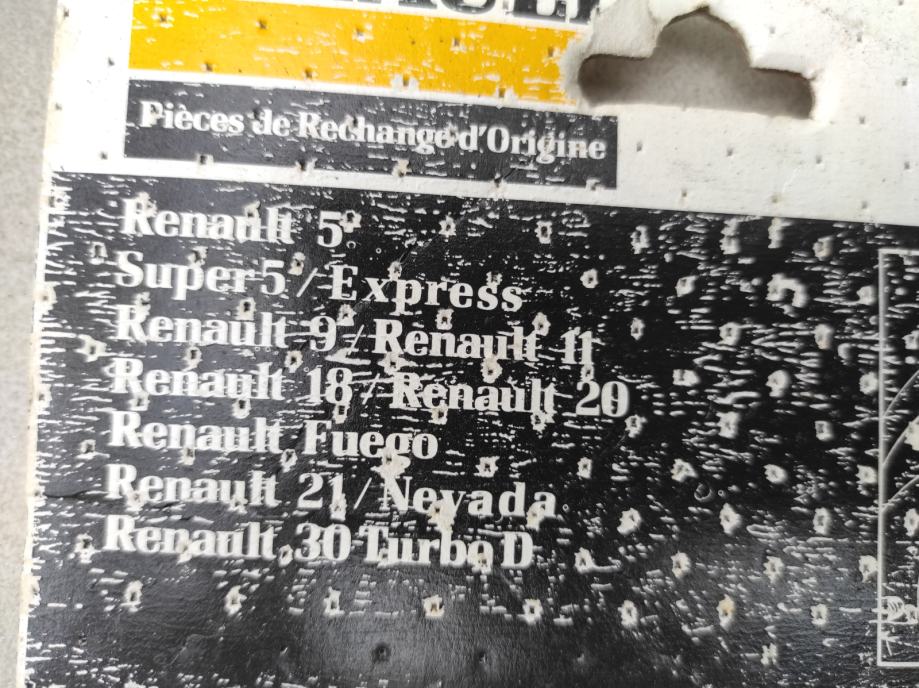 Pièces de Rechange d'Origine
Renault 5
Super 5 / Express
Renault 9 / Renault 11
Renault 18 / Renault 20
Renault Fuego
Renault 21 / Nevada
Renault 30 Turbo D